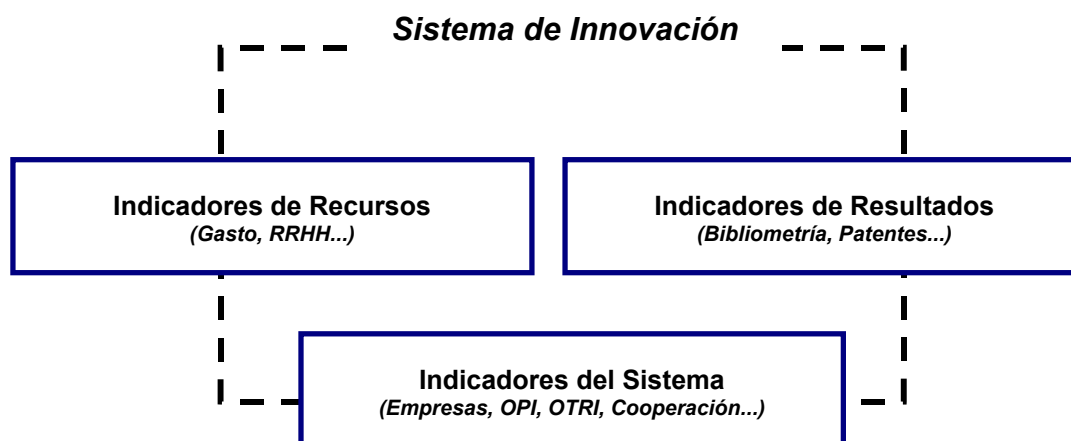 Sistema de Innovación
Indicadores de Recursos
(Gasto, RRHH...)
Indicadores de Resultados
(Bibliometría, Patentes...)
Indicadores del Sistema
(Empresas, OPI, OTRI, Cooperación...)